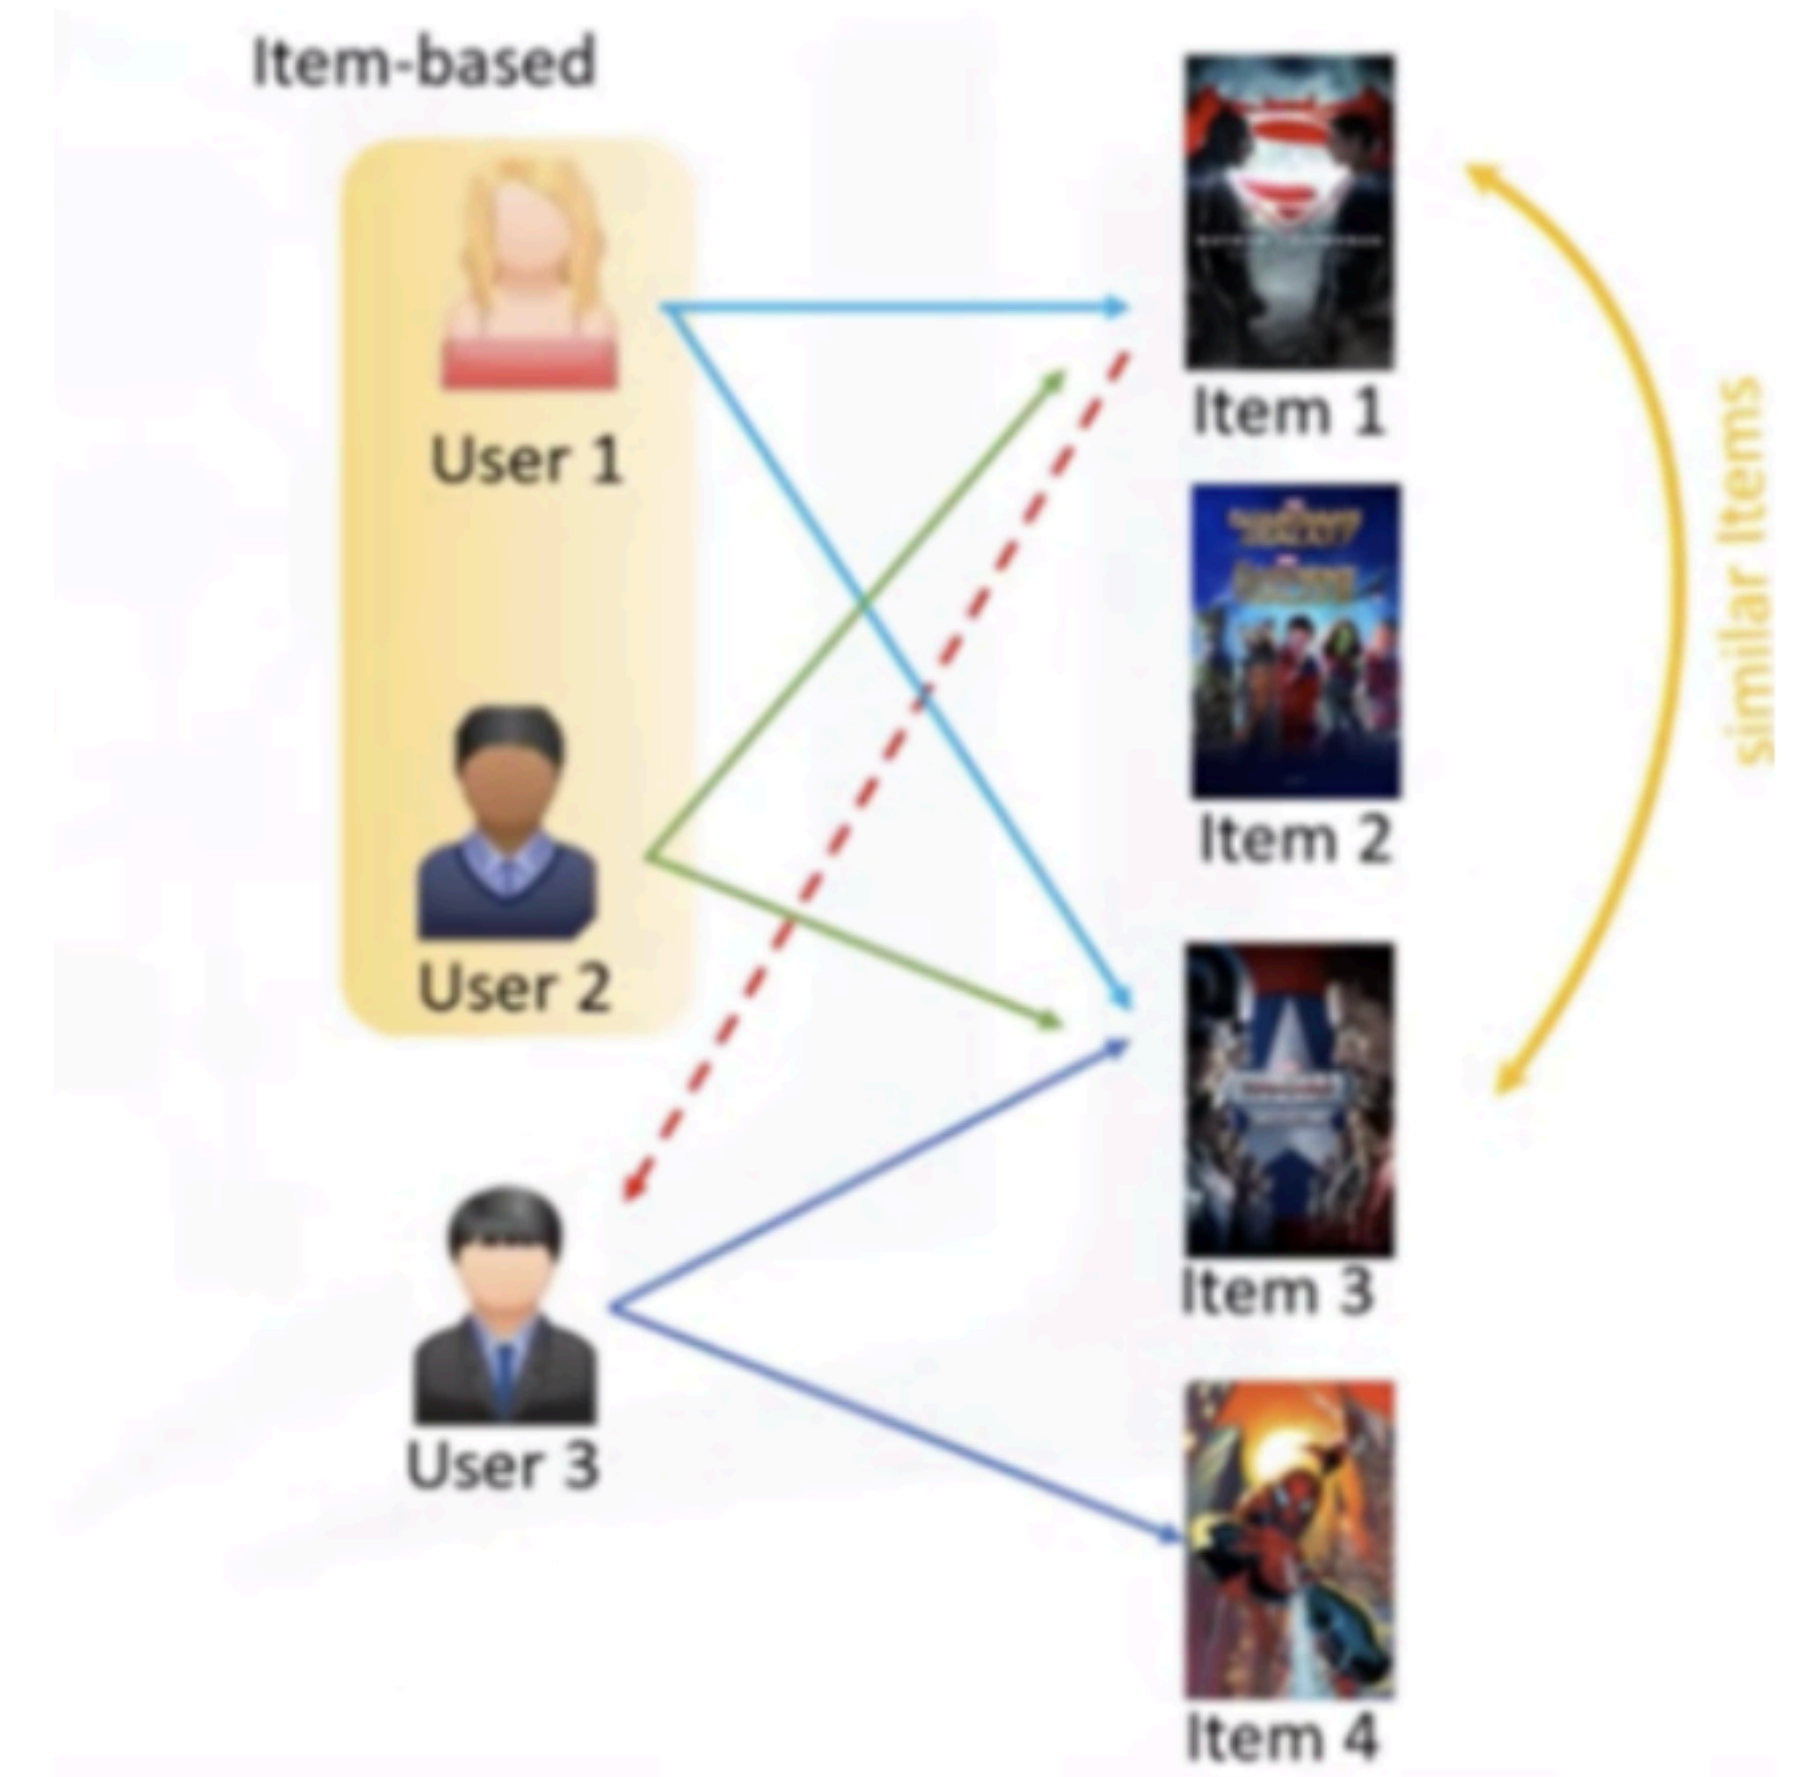 Item-based
User 1
User 2
User 3
Item 1
Item 2
Item 3
Item 4
similar Items